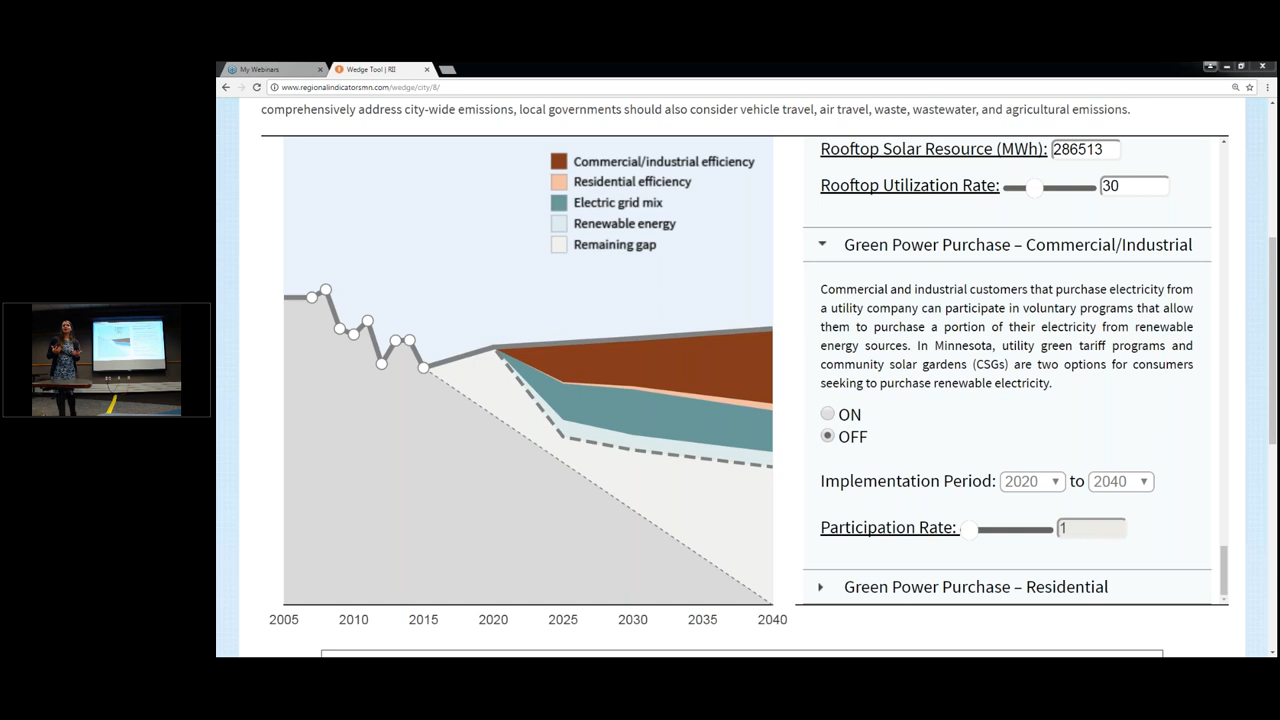 My Webinars
Wedge Tool | RII
www.regionalindicatorsmn.com/wedge/city/8/
comprehensively address city-wide emissions, local governments should also consider vehicle travel, air travel, waste, wastewater, and agricultural emissions.
Commercial/industrial efficiency
Residential efficiency
Electric grid mix
Renewable energy
Remaining gap
2005 2010 2015 2020 2025 2030 2035 2040
Rooftop Solar Resource (MWh): 286513
Rooftop Utilization Rate: 30
Green Power Purchase – Commercial/Industrial
Commercial and industrial customers that purchase electricity from
a utility company can participate in voluntary programs that allow
them to purchase a portion of their electricity from renewable
energy sources. In Minnesota, utility green tariff programs and
community solar gardens (CSGs) are two options for consumers
seeking to purchase renewable electricity.
ON
OFF
Implementation Period: 2020 to 2040
Participation Rate: 1
Green Power Purchase – Residential